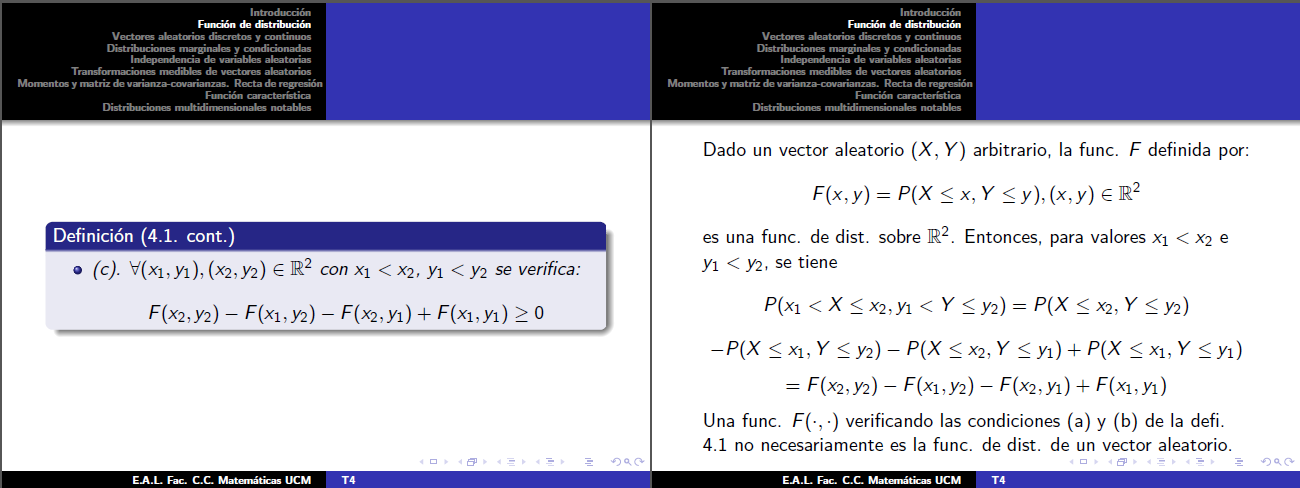 Introducción
Función de distribución
Vectores aleatorios discretos y continuos
Distribuciones marginales y condicionadas
Independencia de variables aleatorias
Transformaciones medibles de vectores aleatorios
Momentos y matriz de varianza-covarianzas. Recta de regresión
Función característica
Distribuciones multidimensionales notables
Definición (4.1. cont.)
(c). ∀(x₁, y₁), (x₂, y₂) ∈ ℝ² con x₁ < x₂, y₁ < y₂ se verifica:
F(x₂, y₂) − F(x₁, y₂) − F(x₂, y₁) + F(x₁, y₁) ≥ 0
E.A.L. Fac. C.C. Matemáticas UCM T4
Introducción
Función de distribución
Vectores aleatorios discretos y continuos
Distribuciones marginales y condicionadas
Independencia de variables aleatorias
Transformaciones medibles de vectores aleatorios
Momentos y matriz de varianza-covarianzas. Recta de regresión
Función característica
Distribuciones multidimensionales notables
Dado un vector aleatorio (X, Y) arbitrario, la func. F definida por:
F(x, y) = P(X ≤ x, Y ≤ y), (x, y) ∈ ℝ²
es una func. de dist. sobre ℝ². Entonces, para valores x₁ < x₂ e
y₁ < y₂, se tiene
P(x₁ < X ≤ x₂, y₁ < Y ≤ y₂) = P(X ≤ x₂, Y ≤ y₂)
−P(X ≤ x₁, Y ≤ y₂) − P(X ≤ x₂, Y ≤ y₁) + P(X ≤ x₁, Y ≤ y₁)
= F(x₂, y₂) − F(x₁, y₂) − F(x₂, y₁) + F(x₁, y₁)
Una func. F(·, ·) verificando las condiciones (a) y (b) de la defi.
4.1 no necesariamente es la func. de dist. de un vector aleatorio.
E.A.L. Fac. C.C. Matemáticas UCM T4